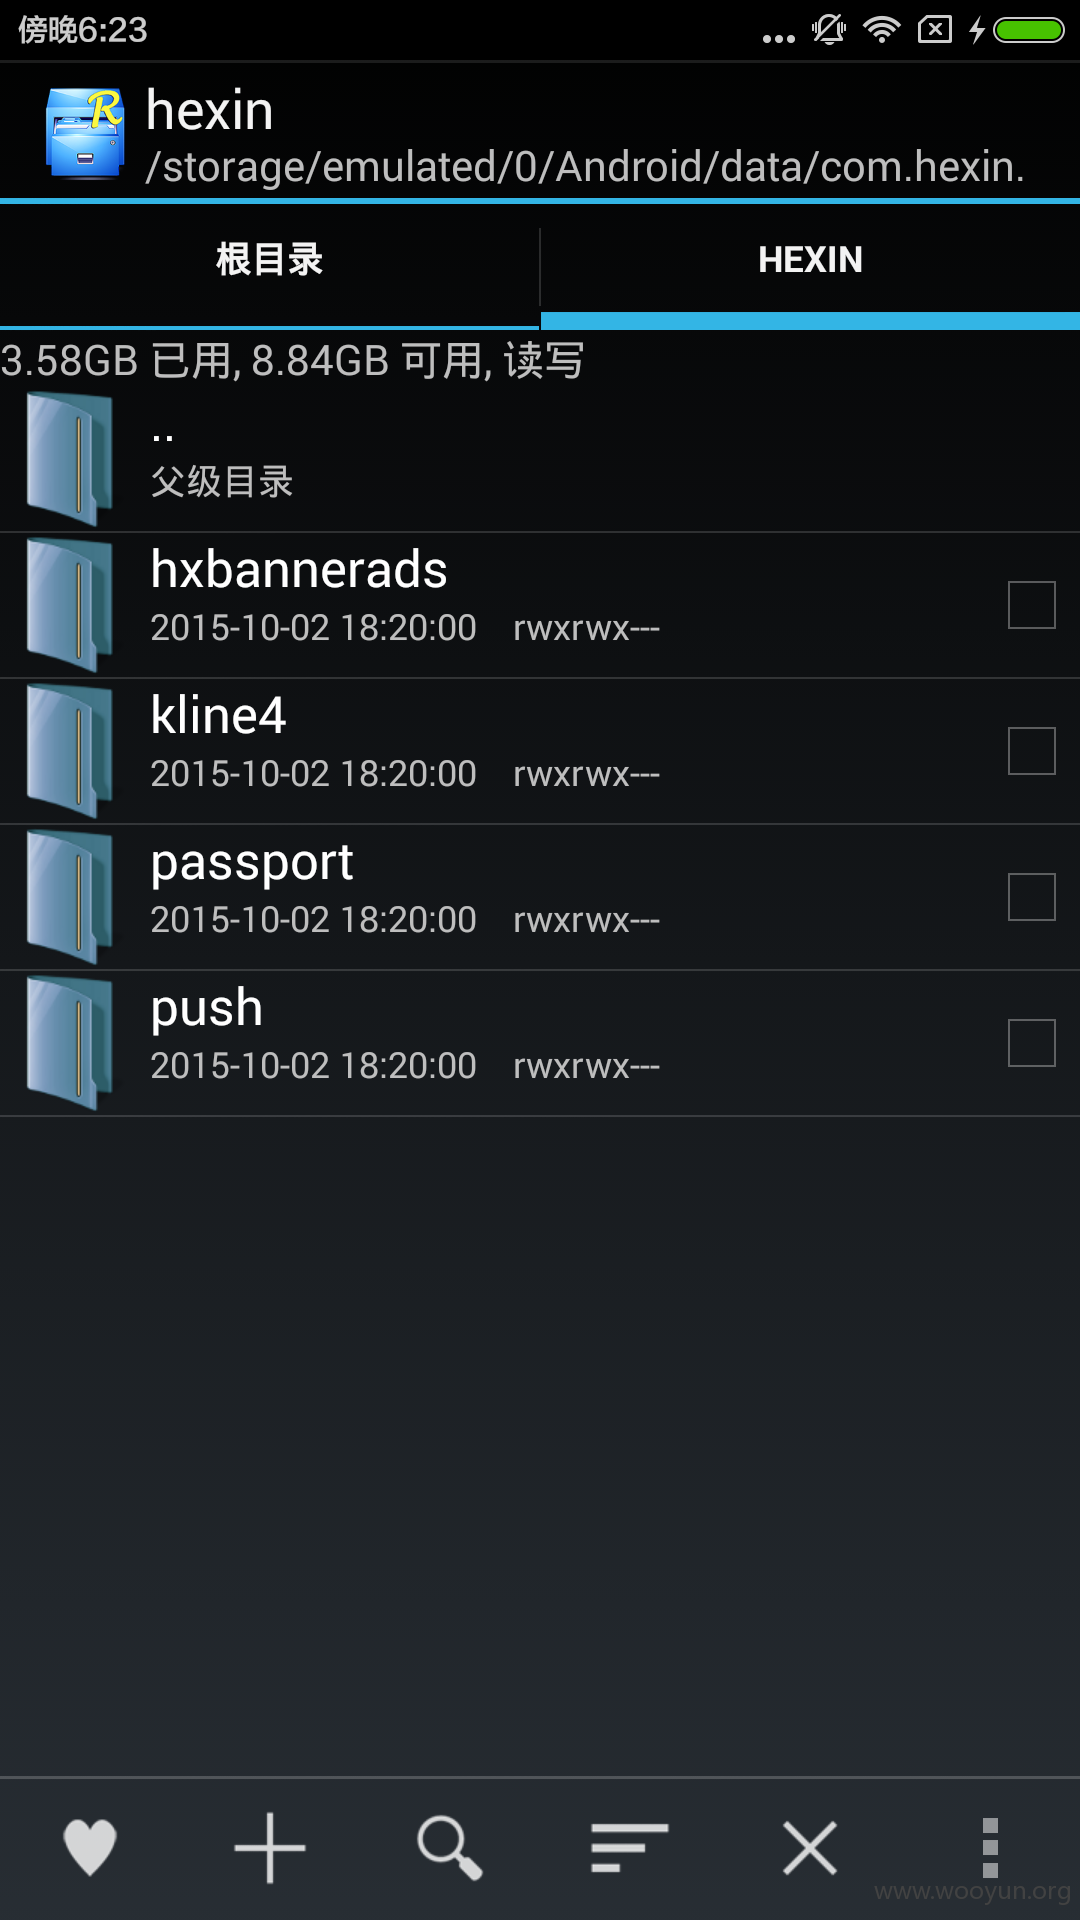 傍晚6:23
hexin
/storage/emulated/0/Android/data/com.hexin.
根目录
HEXIN
3.58GB 已用, 8.84GB 可用, 读写
..
父级目录
hxbannerads
2015-10-02 18:20:00 rwxrwx---
kline4
2015-10-02 18:20:00 rwxrwx---
passport
2015-10-02 18:20:00 rwxrwx---
push
2015-10-02 18:20:00 rwxrwx---
www.wooyun.org